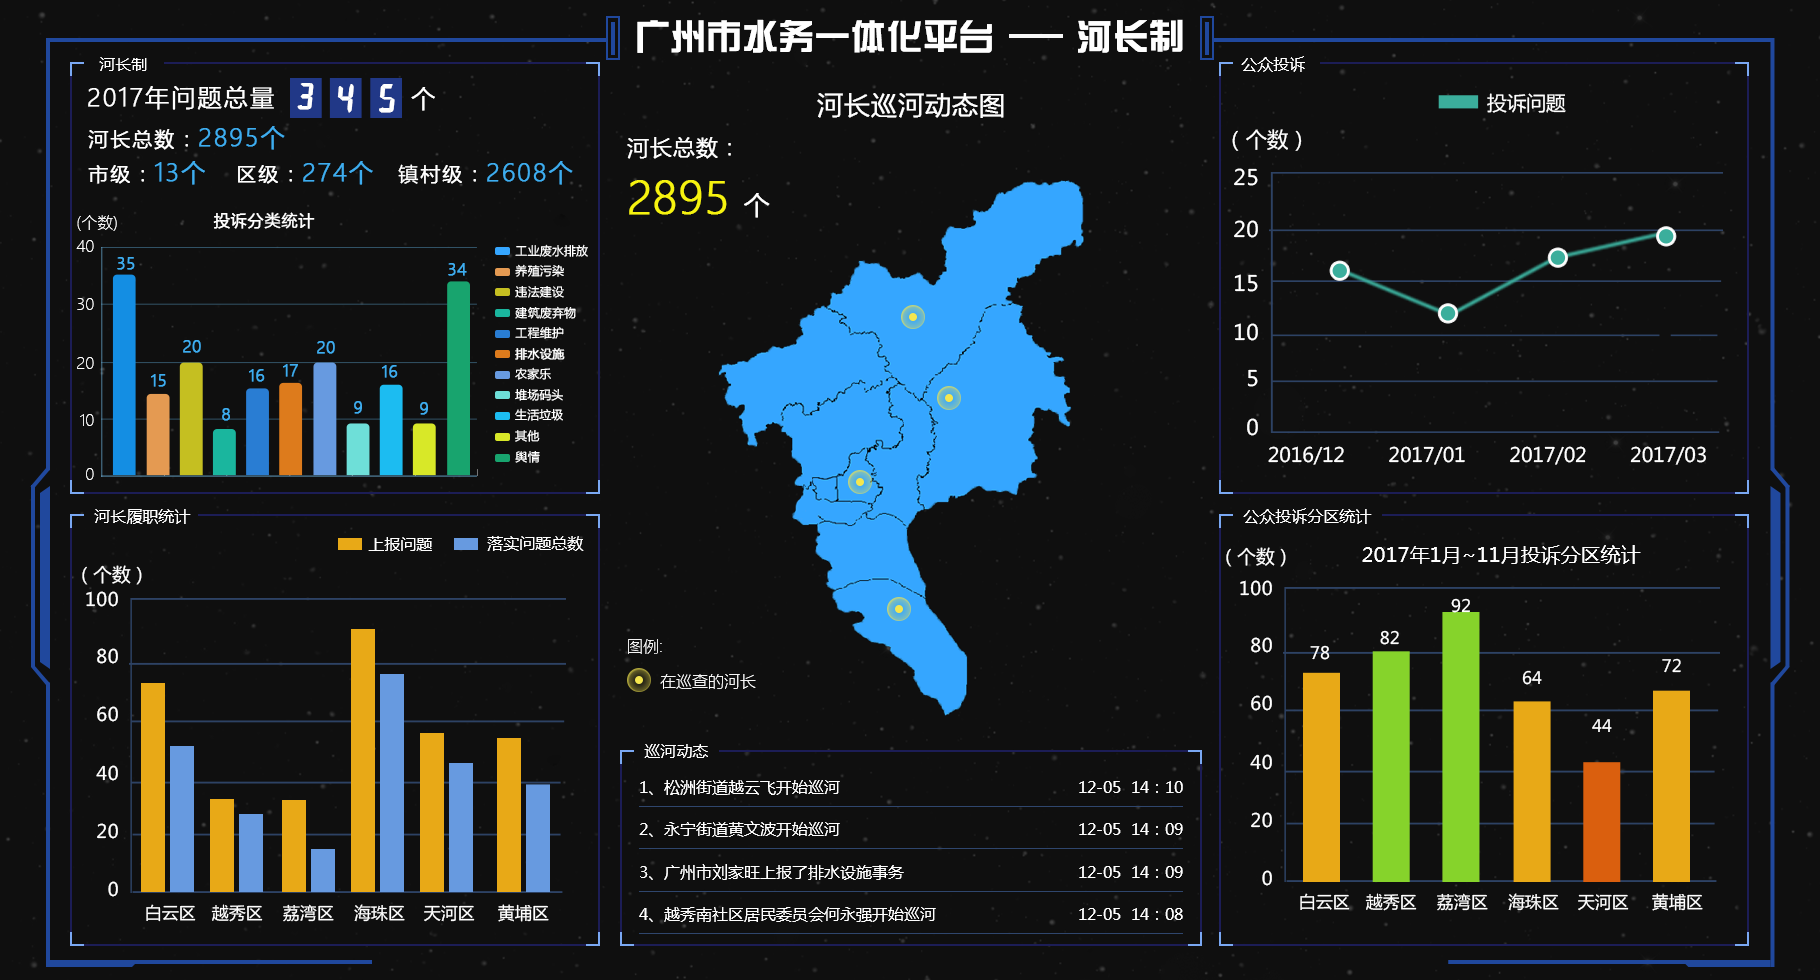 广州市水务一体化平台 —— 河长制
河长制
2017年问题总量 345 个
河长总数：2895个
市级：13个 区级：274个 镇村级：2608个
(个数) 投诉分类统计
40
30
20
10
0
35
15
20
8
16
17
20
9
16
9
34
工业废水排放
养殖污染
违法建设
建筑废弃物
工程维护
排水设施
农家乐
堆场码头
生活垃圾
其他
舆情
河长履职统计
上报问题 落实问题总数
( 个数 )
100
80
60
40
20
0
白云区 越秀区 荔湾区 海珠区 天河区 黄埔区
河长巡河动态图
河长总数：
2895 个
图例:
在巡查的河长
巡河动态
1、松洲街道越云飞开始巡河 12-05 14：10
2、永宁街道黄文波开始巡河 12-05 14：09
3、广州市刘家旺上报了排水设施事务 12-05 14：09
4、越秀南社区居民委员会何永强开始巡河 12-05 14：08
公众投诉
投诉问题
( 个数 )
25
20
15
10
5
0
2016/12 2017/01 2017/02 2017/03
公众投诉分区统计
( 个数 ) 2017年1月~11月投诉分区统计
100
80
60
40
20
0
78
82
92
64
44
72
白云区 越秀区 荔湾区 海珠区 天河区 黄埔区